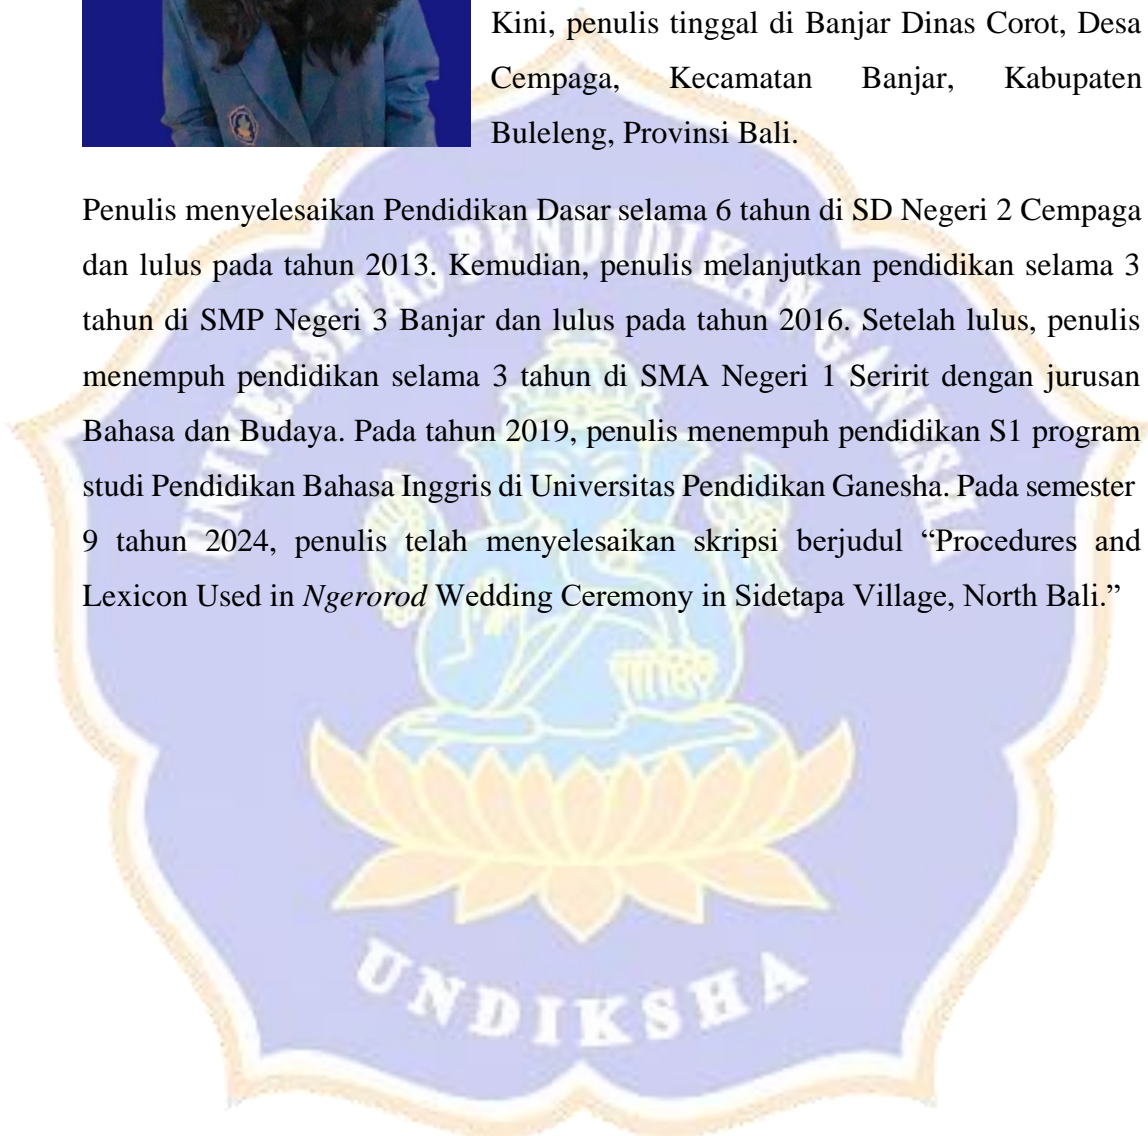 Kini, penulis tinggal di Banjar Dinas Corot, Desa
Cempaga, Kecamatan Banjar, Kabupaten
Buleleng, Provinsi Bali.
Penulis menyelesaikan Pendidikan Dasar selama 6 tahun di SD Negeri 2 Cempaga
dan lulus pada tahun 2013. Kemudian, penulis melanjutkan pendidikan selama 3
tahun di SMP Negeri 3 Banjar dan lulus pada tahun 2016. Setelah lulus, penulis
menempuh pendidikan selama 3 tahun di SMA Negeri 1 Seririt dengan jurusan
Bahasa dan Budaya. Pada tahun 2019, penulis menempuh pendidikan S1 program
studi Pendidikan Bahasa Inggris di Universitas Pendidikan Ganesha. Pada semester
9 tahun 2024, penulis telah menyelesaikan skripsi berjudul “Procedures and
Lexicon Used in Ngerorod Wedding Ceremony in Sidetapa Village, North Bali.”
UNIVERSITAS PENDIDIKAN GANESHA
UNDIKSHA